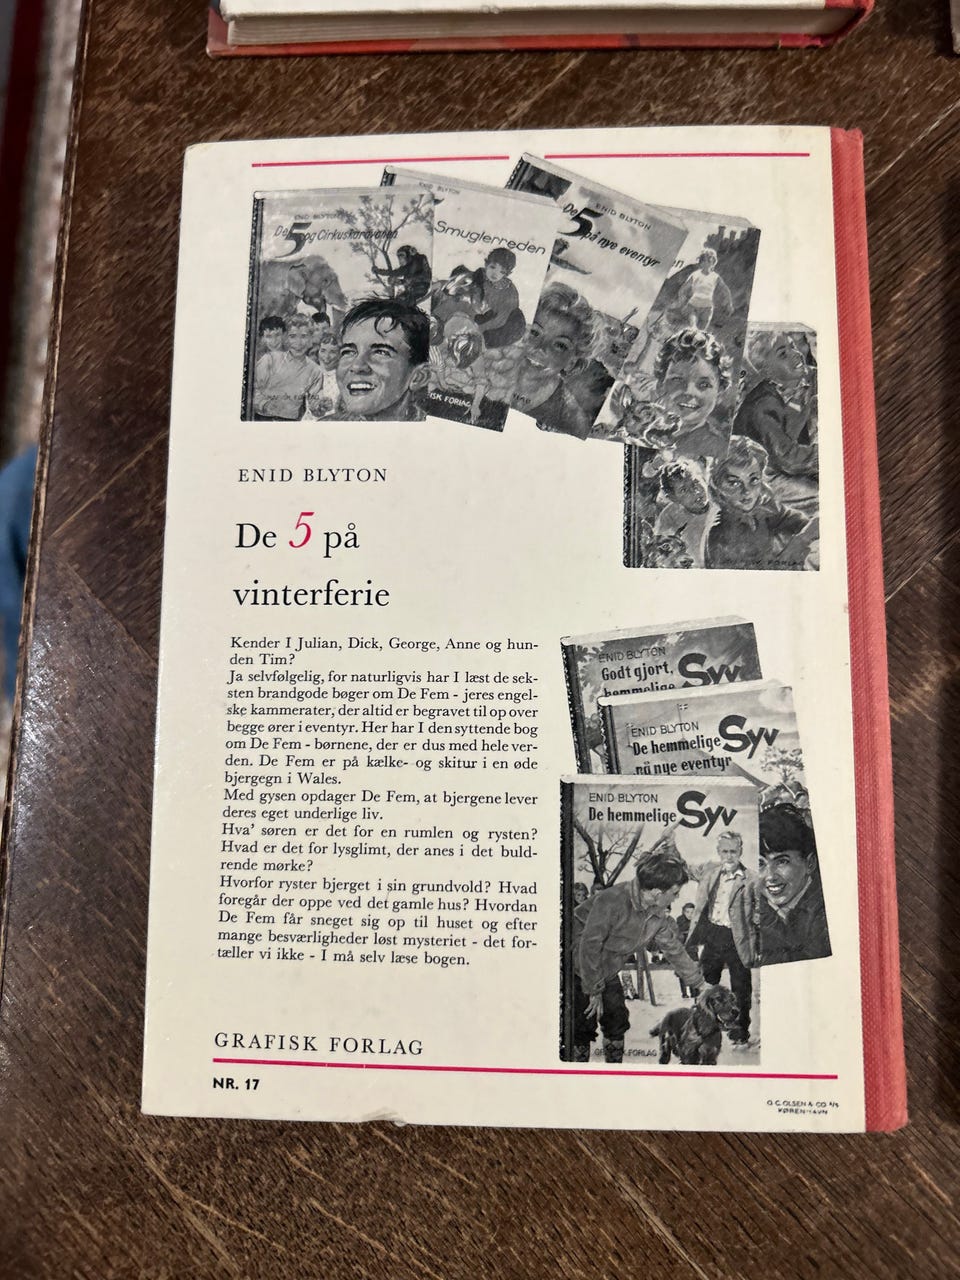 ENID BLYTON
De 5 og Cirkuskaravanen
ENID BLYTON
Smuglerreden
ENID BLYTON
De 5 på nye eventyr
GRAFISK FORLAG
ISK FORLAG
GRAFISK FORLAG
ENID BLYTON
De 5 på
vinterferie
Kender I Julian, Dick, George, Anne og hun-
den Tim?
Ja selvfølgelig, for naturligvis har I læst de sek-
sten brandgode bøger om De Fem - jeres engel-
ske kammerater, der altid er begravet til op over
begge ører i eventyr. Her har I den syttende bog
om De Fem - børnene, der er dus med hele ver-
den. De Fem er på kælke- og skitur i en øde
bjergegn i Wales.
Med gysen opdager De Fem, at bjergene lever
deres eget underlige liv.
Hva' søren er det for en rumlen og rysten?
Hvad er det for lysglimt, der anes i det buld-
rende mørke?
Hvorfor ryster bjerget i sin grundvold? Hvad
foregår der oppe ved det gamle hus? Hvordan
De Fem får sneget sig op til huset og efter
mange besværligheder løst mysteriet - det for-
tæller vi ikke - I må selv læse bogen.
ENID BLYTON
Godt gjort,
hemmelige Syv
ENID BLYTON
De hemmelige Syv
på nye eventyr
ENID BLYTON
De hemmelige Syv
GRAFISK FORLAG
GRAFISK FORLAG
NR. 17
O. C. OLSEN & CO. A/S
KØBENHAVN